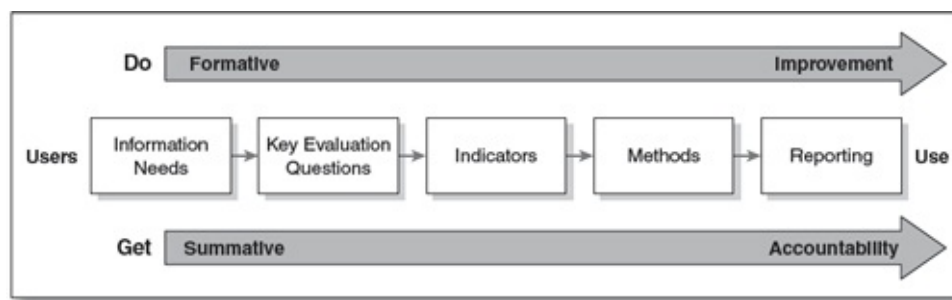 Do Formative Improvement
Users Information Needs Key Evaluation Questions Indicators Methods Reporting Use
Get Summative Accountability